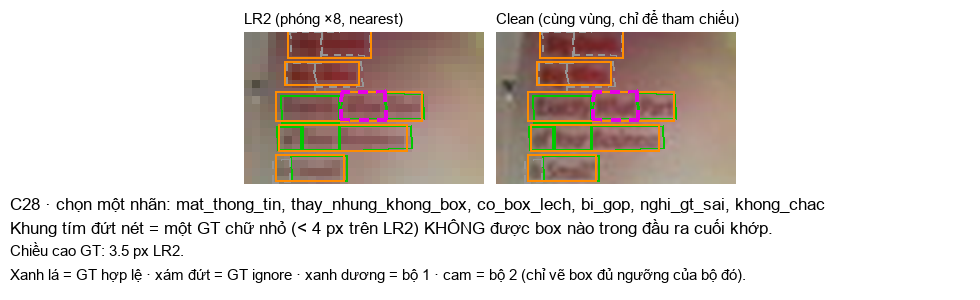 LR2 (phóng ×8, nearest)
Clean (cùng vùng, chỉ để tham chiếu)
C28 · chọn một nhãn: mat_thong_tin, thay_nhung_khong_box, co_box_lech, bi_gop, nghi_gt_sai, khong_chac
Khung tím đứt nét = một GT chữ nhỏ (< 4 px trên LR2) KHÔNG được box nào trong đầu ra cuối khớp.
Chiều cao GT: 3.5 px LR2.
Xanh lá = GT hợp lệ · xám đứt = GT ignore · xanh dương = bộ 1 · cam = bộ 2 (chỉ vẽ box đủ ngưỡng của bộ đó).